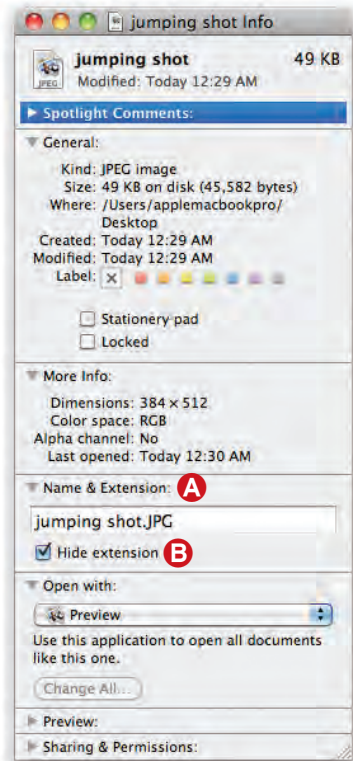 jumping shot Info
JPEG
jumping shot 49 KB
Modified: Today 12:29 AM
Spotlight Comments:
General:
Kind: JPEG image
Size: 49 KB on disk (45,582 bytes)
Where: /Users/applemacbookpro/
Desktop
Created: Today 12:29 AM
Modified: Today 12:29 AM
Label:
Stationery pad
Locked
More Info:
Dimensions: 384 × 512
Color space: RGB
Alpha channel: No
Last opened: Today 12:30 AM
Name & Extension: A
jumping shot.JPG
Hide extension B
Open with:
Preview
Use this application to open all documents
like this one.
Change All...
Preview:
Sharing & Permissions: